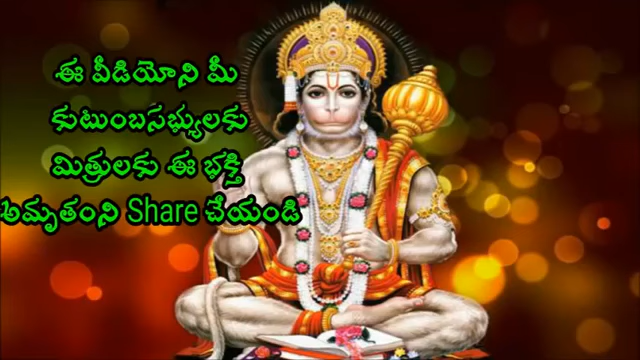 ఈ వీడియోని మీ
కుటుంబసభ్యులకు
మిత్రులకు ఈ భక్తి
అమృతంని Share చేయండి